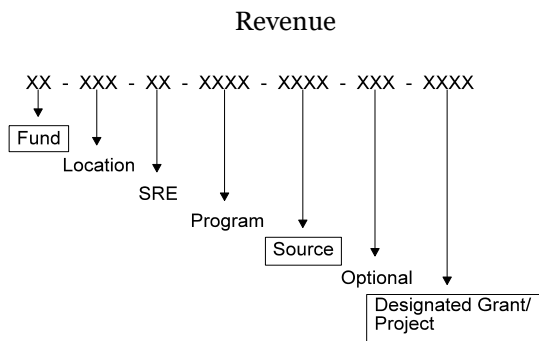 Revenue
XX - XXX - XX - XXXX - XXXX - XXX - XXXX
Fund
Location
SRE
Program
Source
Optional
Designated Grant/
Project